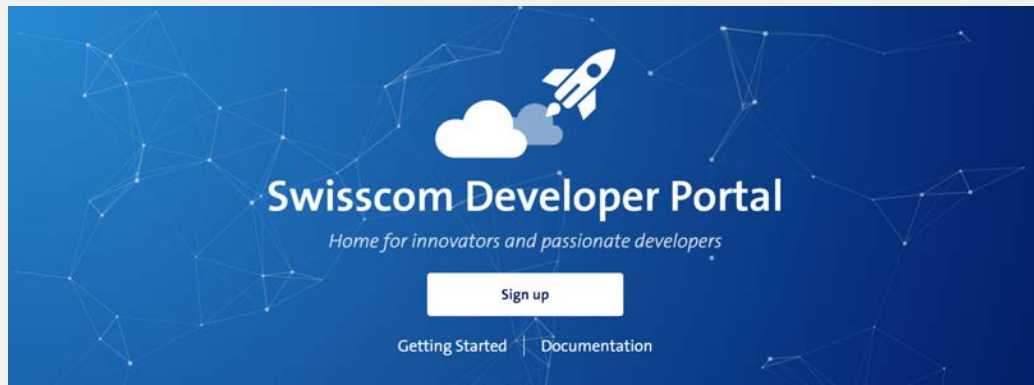 Swisscom Developer Portal
Home for innovators and passionate developers
Sign up
Getting Started | Documentation